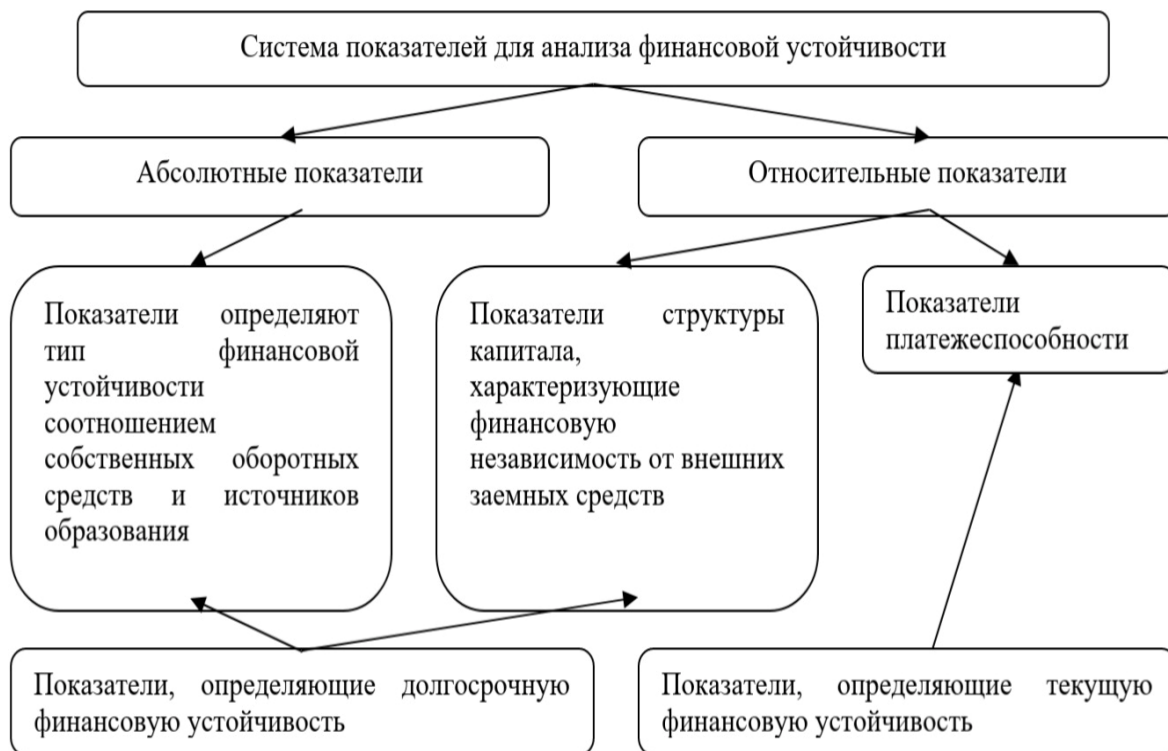 Система показателей для анализа финансовой устойчивости
Абсолютные показатели
Относительные показатели
Показатели определяют
тип финансовой
устойчивости
соотношением
собственных оборотных
средств и источников
образования
Показатели структуры
капитала,
характеризующие
финансовую
независимость от внешних
заемных средств
Показатели
платежеспособности
Показатели, определяющие долгосрочную
финансовую устойчивость
Показатели, определяющие текущую
финансовую устойчивость